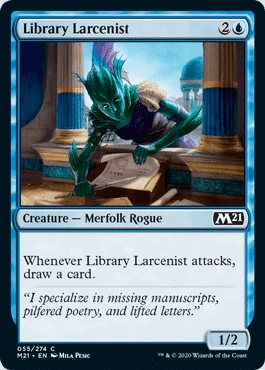 Library Larcenist 2
Creature — Merfolk Rogue M21
Whenever Library Larcenist attacks,
draw a card.
“I specialize in missing manuscripts,
pilfered poetry, and lifted letters.”
1/2
055/274 C
M21 • EN MILA PESIC ™ & © 2020 Wizards of the Coast